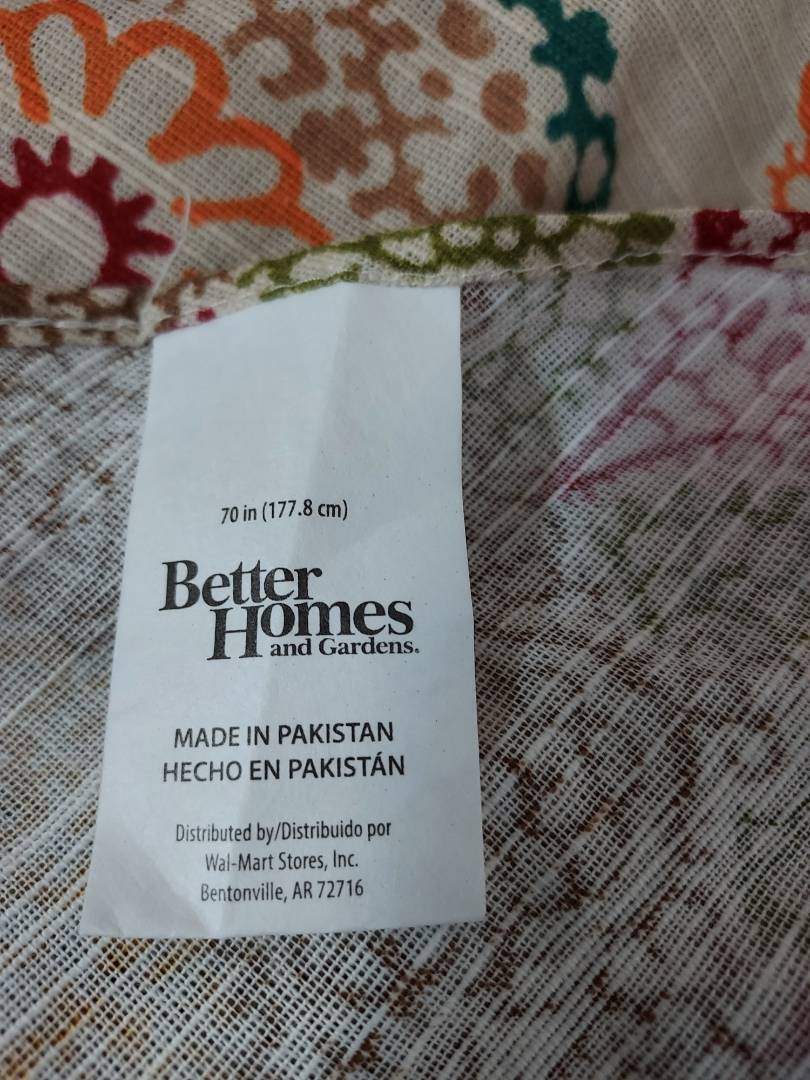 70 in (177.8 cm)
Better
Homes
and Gardens.
MADE IN PAKISTAN
HECHO EN PAKISTÁN
Distributed by/Distribuido por
Wal-Mart Stores, Inc.
Bentonville, AR 72716